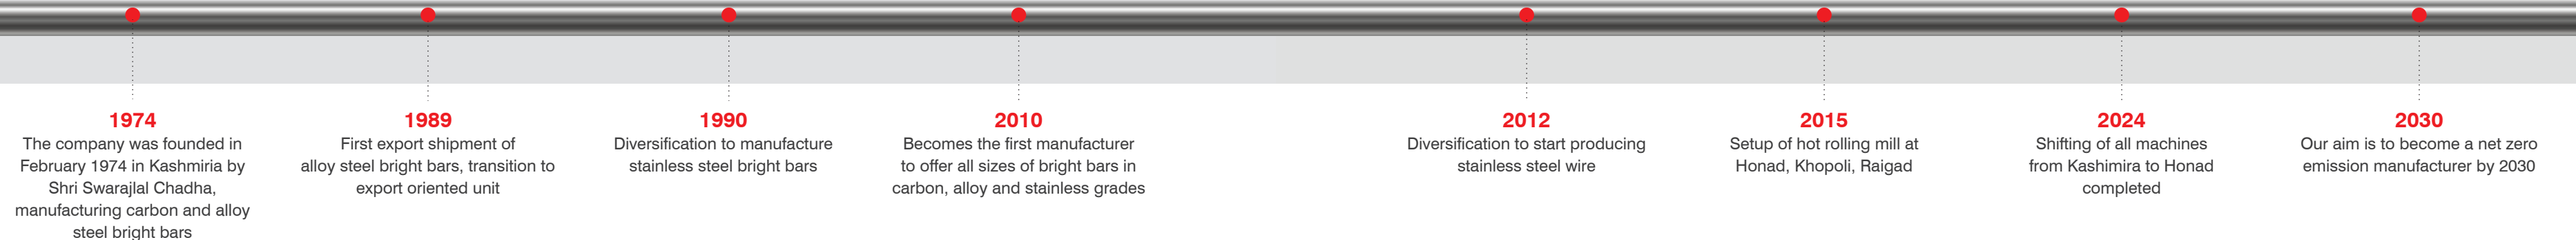 1974
The company was founded in
February 1974 in Kashmiria by
Shri Swarajlal Chadha,
manufacturing carbon and alloy
steel bright bars
1989
First export shipment of
alloy steel bright bars, transition to
export oriented unit
1990
Diversification to manufacture
stainless steel bright bars
2010
Becomes the first manufacturer
to offer all sizes of bright bars in
carbon, alloy and stainless grades
2012
Diversification to start producing
stainless steel wire
2015
Setup of hot rolling mill at
Honad, Khopoli, Raigad
2024
Shifting of all machines
from Kashimira to Honad
completed
2030
Our aim is to become a net zero
emission manufacturer by 2030